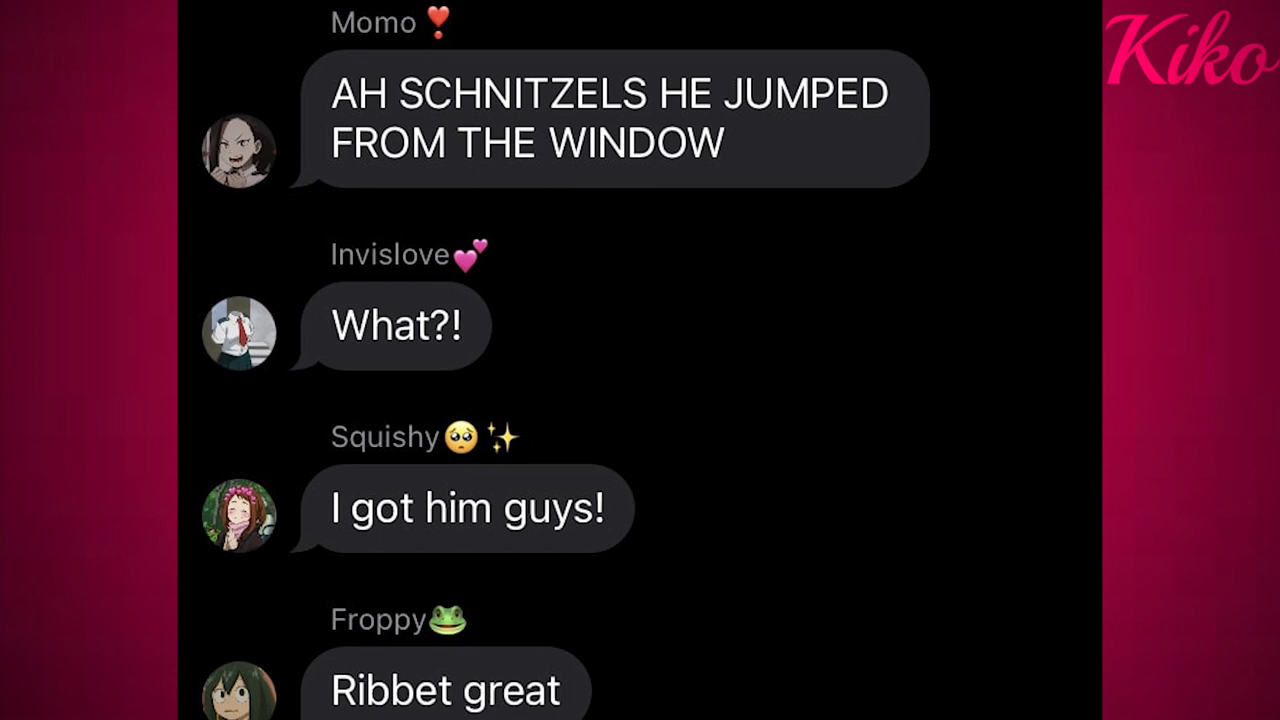 Kiko
Momo❣️
AH SCHNITZELS HE JUMPED
FROM THE WINDOW
Invislove💕
What?!
Squishy🥺✨
I got him guys!
Froppy🐸
Ribbet great